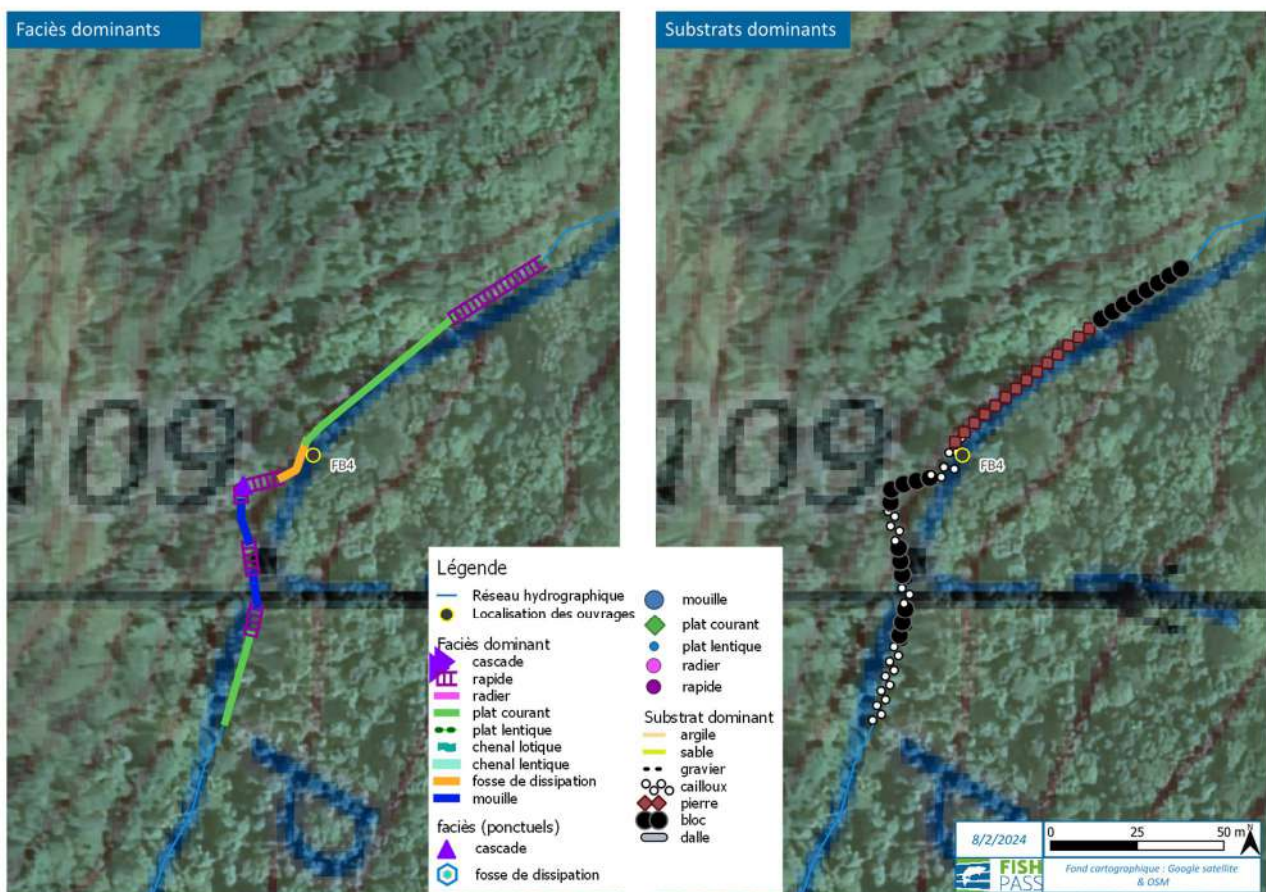 Faciès dominants
Substrats dominants
109
109
FB4
FB4
Légende
Réseau hydrographique
Localisation des ouvrages
Faciès dominant
cascade
rapide
radier
plat courant
plat lentique
chenal lotique
chenal lentique
fosse de dissipation
mouille
faciès (ponctuels)
cascade
fosse de dissipation
mouille
plat courant
plat lentique
radier
rapide
Substrat dominant
argile
sable
gravier
cailloux
pierre
bloc
dalle
8/2/2024
0 25 50 m
N
FISH
PASS
Fond cartographique : Google satellite
& OSM